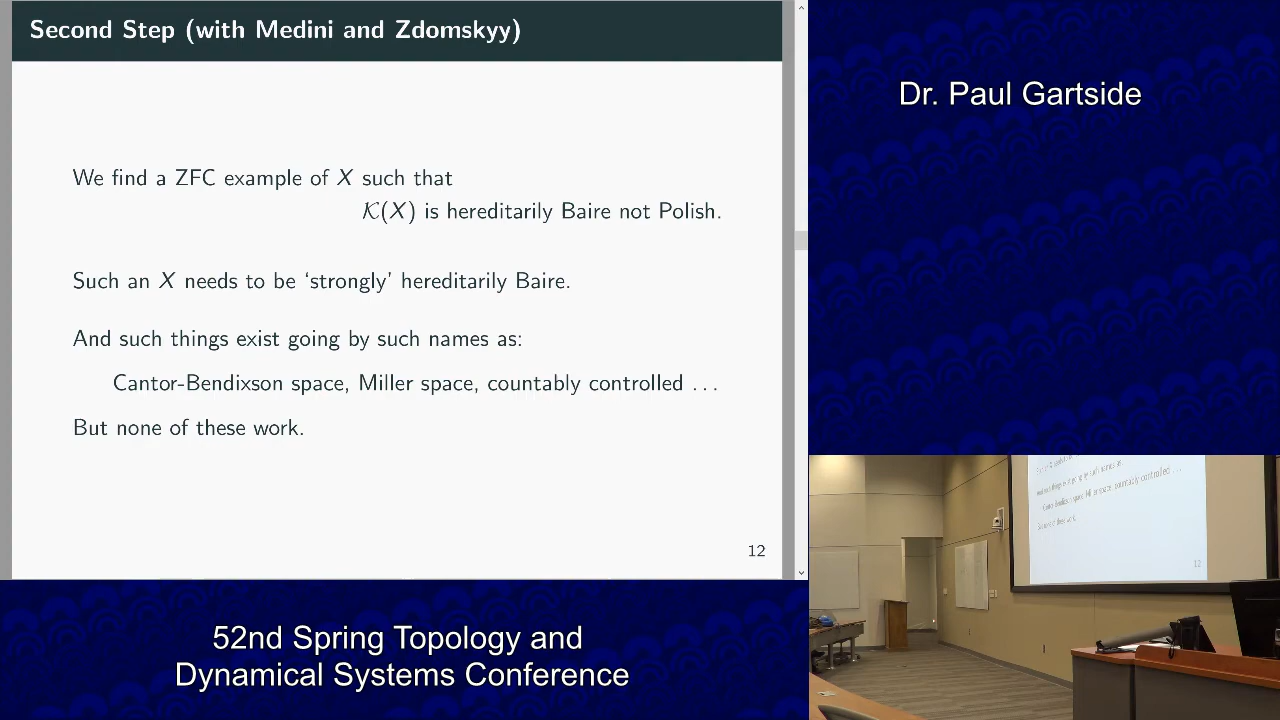 Second Step (with Medini and Zdomskyy)
We find a ZFC example of X such that
𝒦(X) is hereditarily Baire not Polish.
Such an X needs to be ‘strongly’ hereditarily Baire.
And such things exist going by such names as:
Cantor-Bendixson space, Miller space, countably controlled . . .
But none of these work.
12
Dr. Paul Gartside
52nd Spring Topology and
Dynamical Systems Conference